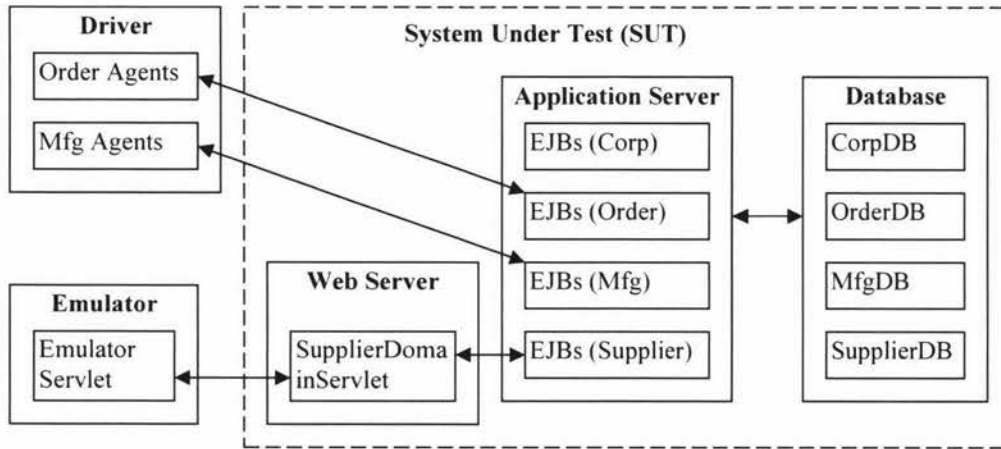 Driver
Order Agents
Mfg Agents
System Under Test (SUT)
Application Server
EJBs (Corp)
EJBs (Order)
EJBs (Mfg)
EJBs (Supplier)
Database
CorpDB
OrderDB
MfgDB
SupplierDB
Web Server
SupplierDoma
inServlet
Emulator
Emulator
Servlet